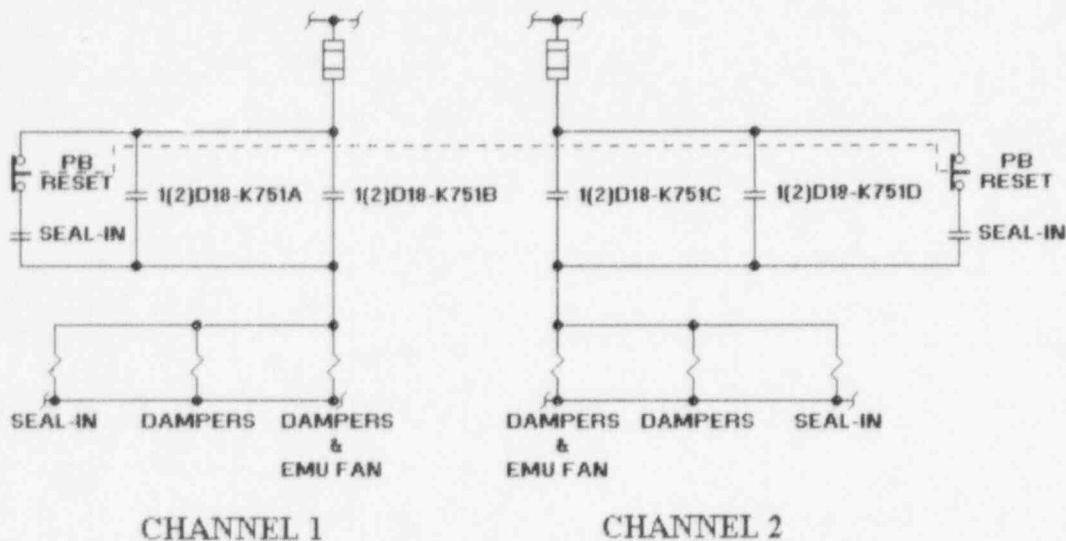 PB
RESET
1(2)D18-K751A
1(2)D18-K751B
1(2)D18-K751C
1(2)D18-K751D
PB
RESET
SEAL-IN
SEAL-IN
SEAL-IN
DAMPERS
DAMPERS
&
EMU FAN
DAMPERS
&
EMU FAN
DAMPERS
SEAL-IN
CHANNEL 1
CHANNEL 2